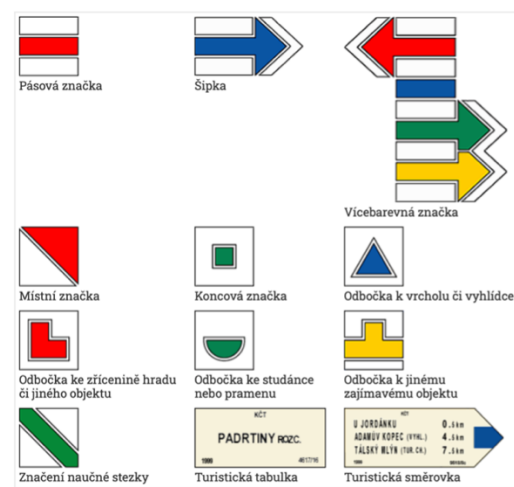 Pásová značka
Šipka
Vícebarevná značka
Místní značka
Koncová značka
Odbočka k vrcholu či vyhlídce
Odbočka ke zřícenině hradu
či jiného objektu
Odbočka ke studánce
nebo pramenu
Odbočka k jinému
zajímavému objektu
KČT
PADRTINY ROZC.
1999
Značení naučné stezky
Turistická tabulka
KČT
U JORDÁNKU 0.5km
ADAMŮV KOPEC (VYHL.) 4.5km
TÁLSKÝ MLÝN (TUR.CH.) 7.5km
1999
Turistická směrovka